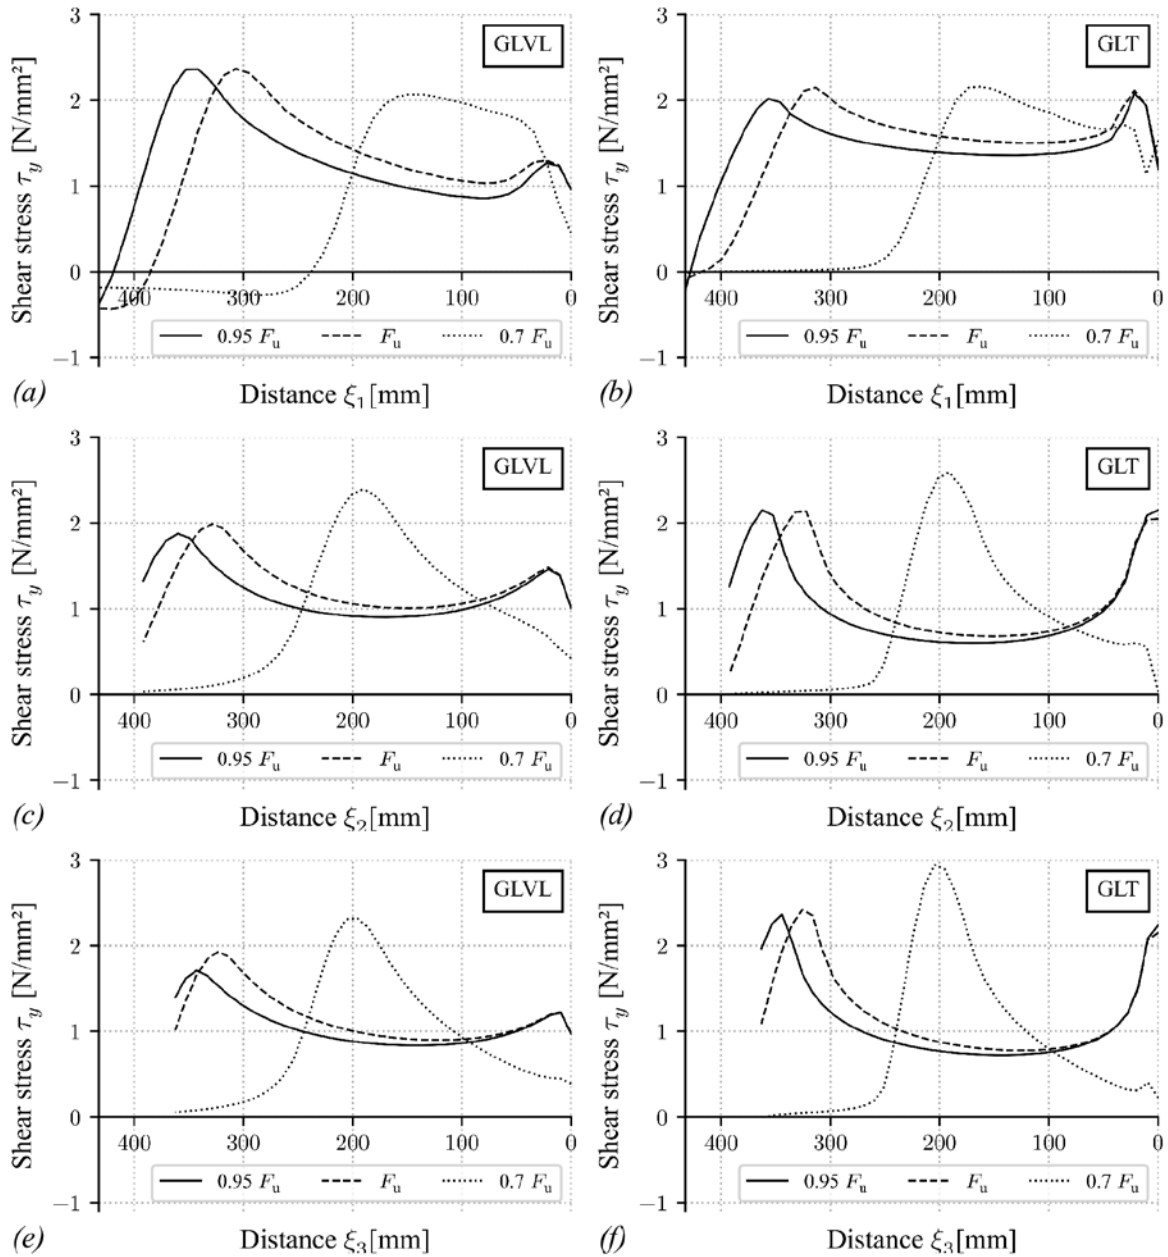 3
GLVL
Shear stress τy [N/mm²]
2
1
0
400
300
200
100
0
0.95 Fu
Fu
0.7 Fu
−1
(a)
Distance ξ1[mm]
3
GLT
Shear stress τy [N/mm²]
2
1
0
400
300
200
100
0
0.95 Fu
Fu
0.7 Fu
−1
(b)
Distance ξ1[mm]
3
GLVL
Shear stress τy [N/mm²]
2
1
0
400
300
200
100
0
0.95 Fu
Fu
0.7 Fu
−1
(c)
Distance ξ2[mm]
3
GLT
Shear stress τy [N/mm²]
2
1
0
400
300
200
100
0
0.95 Fu
Fu
0.7 Fu
−1
(d)
Distance ξ2[mm]
3
GLVL
Shear stress τy [N/mm²]
2
1
0
400
300
200
100
0
0.95 Fu
Fu
0.7 Fu
−1
(e)
Distance ξ3[mm]
3
GLT
Shear stress τy [N/mm²]
2
1
0
400
300
200
100
0
0.95 Fu
Fu
0.7 Fu
−1
(f)
Distance ξ3[mm]